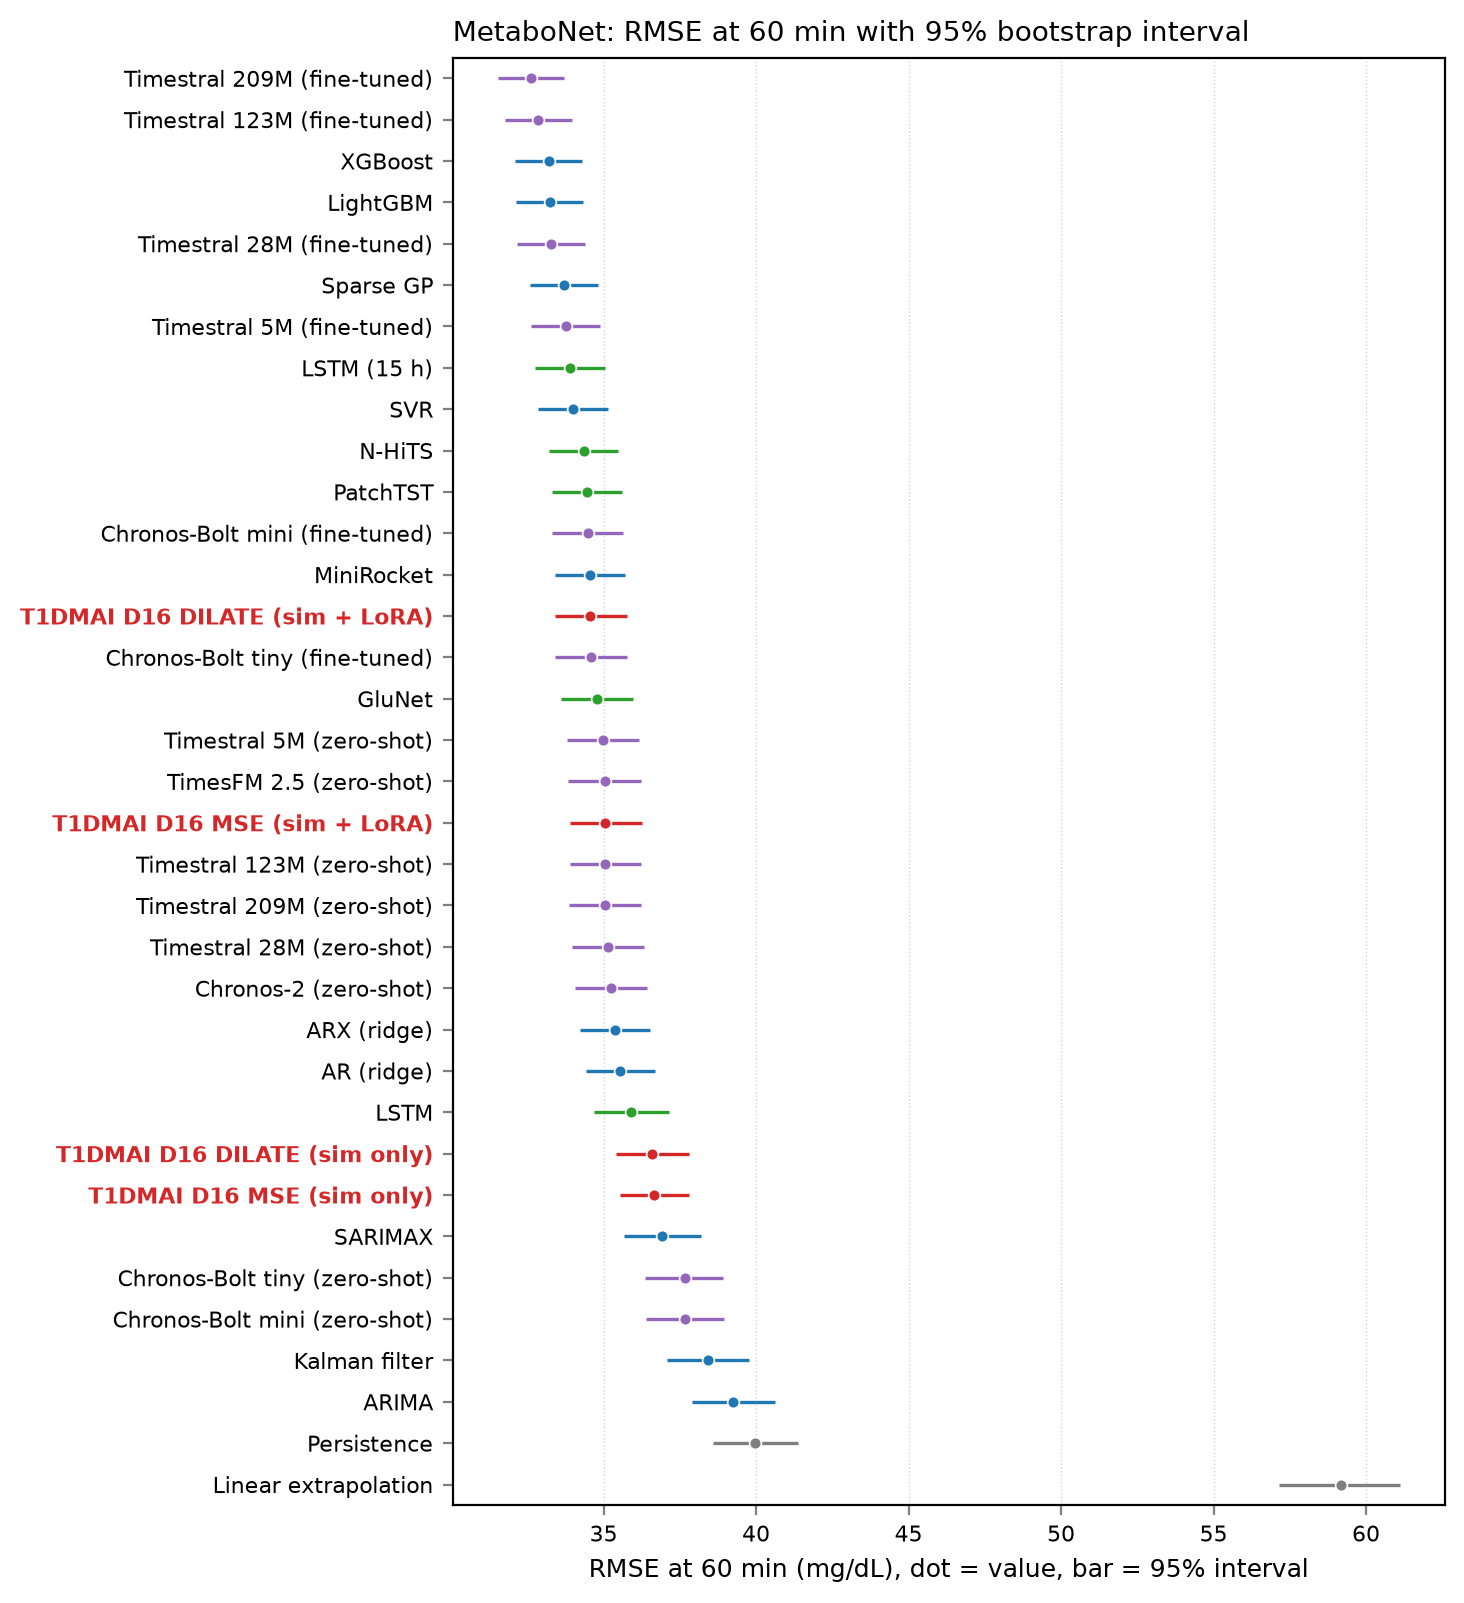 MetaboNet: RMSE at 60 min with 95% bootstrap interval
Timestral 209M (fine-tuned)
Timestral 123M (fine-tuned)
XGBoost
LightGBM
Timestral 28M (fine-tuned)
Sparse GP
Timestral 5M (fine-tuned)
LSTM (15 h)
SVR
N-HiTS
PatchTST
Chronos-Bolt mini (fine-tuned)
MiniRocket
T1DMAI D16 DILATE (sim + LoRA)
Chronos-Bolt tiny (fine-tuned)
GluNet
Timestral 5M (zero-shot)
TimesFM 2.5 (zero-shot)
T1DMAI D16 MSE (sim + LoRA)
Timestral 123M (zero-shot)
Timestral 209M (zero-shot)
Timestral 28M (zero-shot)
Chronos-2 (zero-shot)
ARX (ridge)
AR (ridge)
LSTM
T1DMAI D16 DILATE (sim only)
T1DMAI D16 MSE (sim only)
SARIMAX
Chronos-Bolt tiny (zero-shot)
Chronos-Bolt mini (zero-shot)
Kalman filter
ARIMA
Persistence
Linear extrapolation
35 40 45 50 55 60
RMSE at 60 min (mg/dL), dot = value, bar = 95% interval